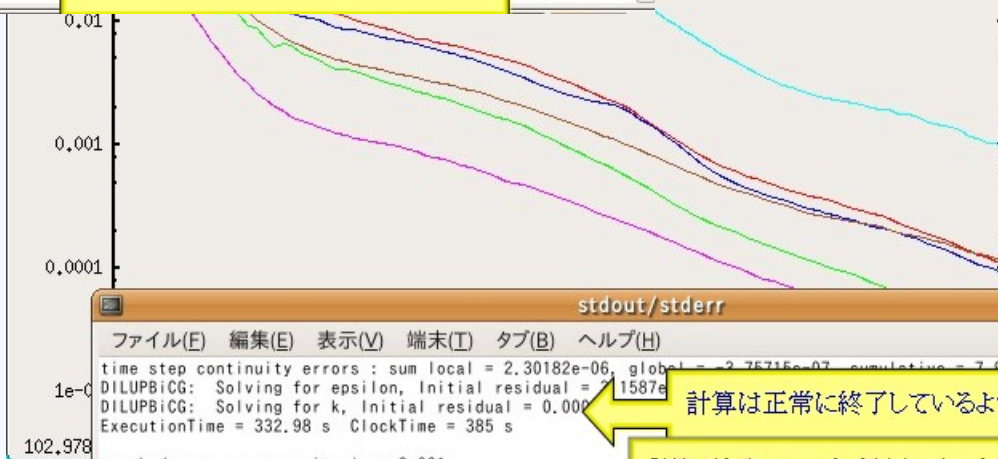 0.01
0.001
0.0001
stdout/stderr
ファイル(F) 編集(E) 表示(V) 端末(T) タブ(B) ヘルプ(H)
time step continuity errors : sum local = 2.30182e-06, global =
1e-0
DILUPBiCG: Solving for epsilon, Initial residual =
DILUPBiCG: Solving for k, Initial residual = 0.000
ExecutionTime = 332.98 s ClockTime = 385 s
計算は正常に終了しているよ
102.978